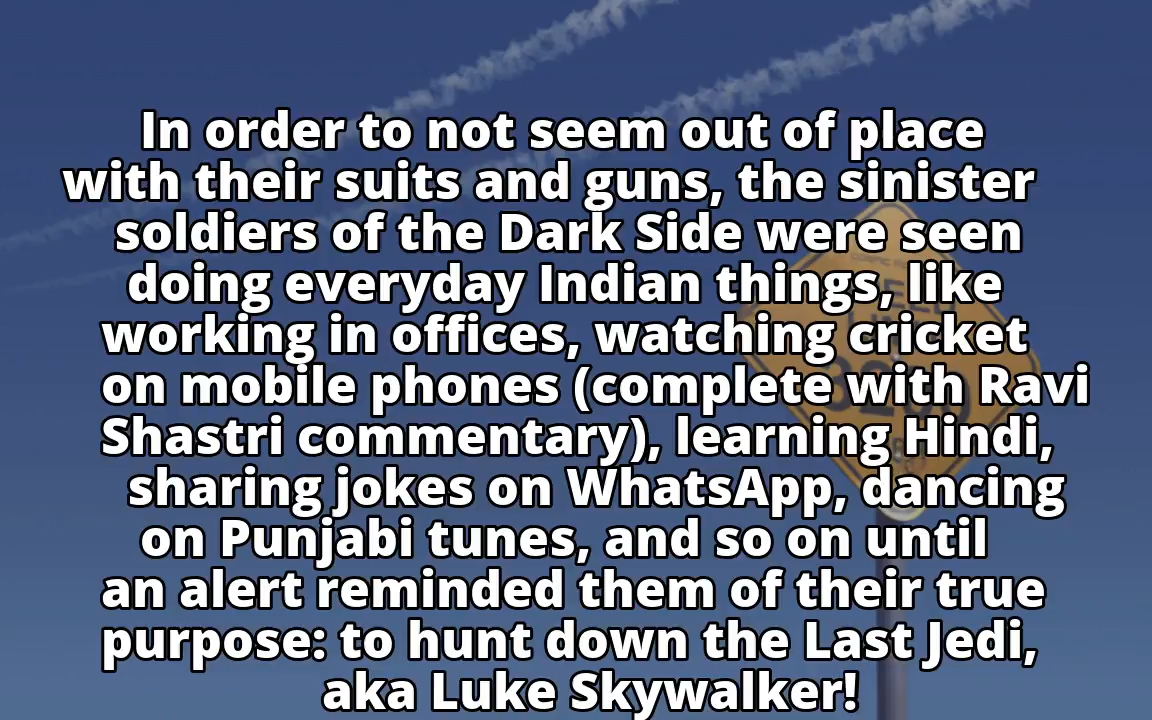 In order to not seem out of place
with their suits and guns, the sinister
soldiers of the Dark Side were seen
doing everyday Indian things, like
working in offices, watching cricket
on mobile phones (complete with Ravi
Shastri commentary), learning Hindi,
sharing jokes on WhatsApp, dancing
on Punjabi tunes, and so on until
an alert reminded them of their true
purpose: to hunt down the Last Jedi,
aka Luke Skywalker!